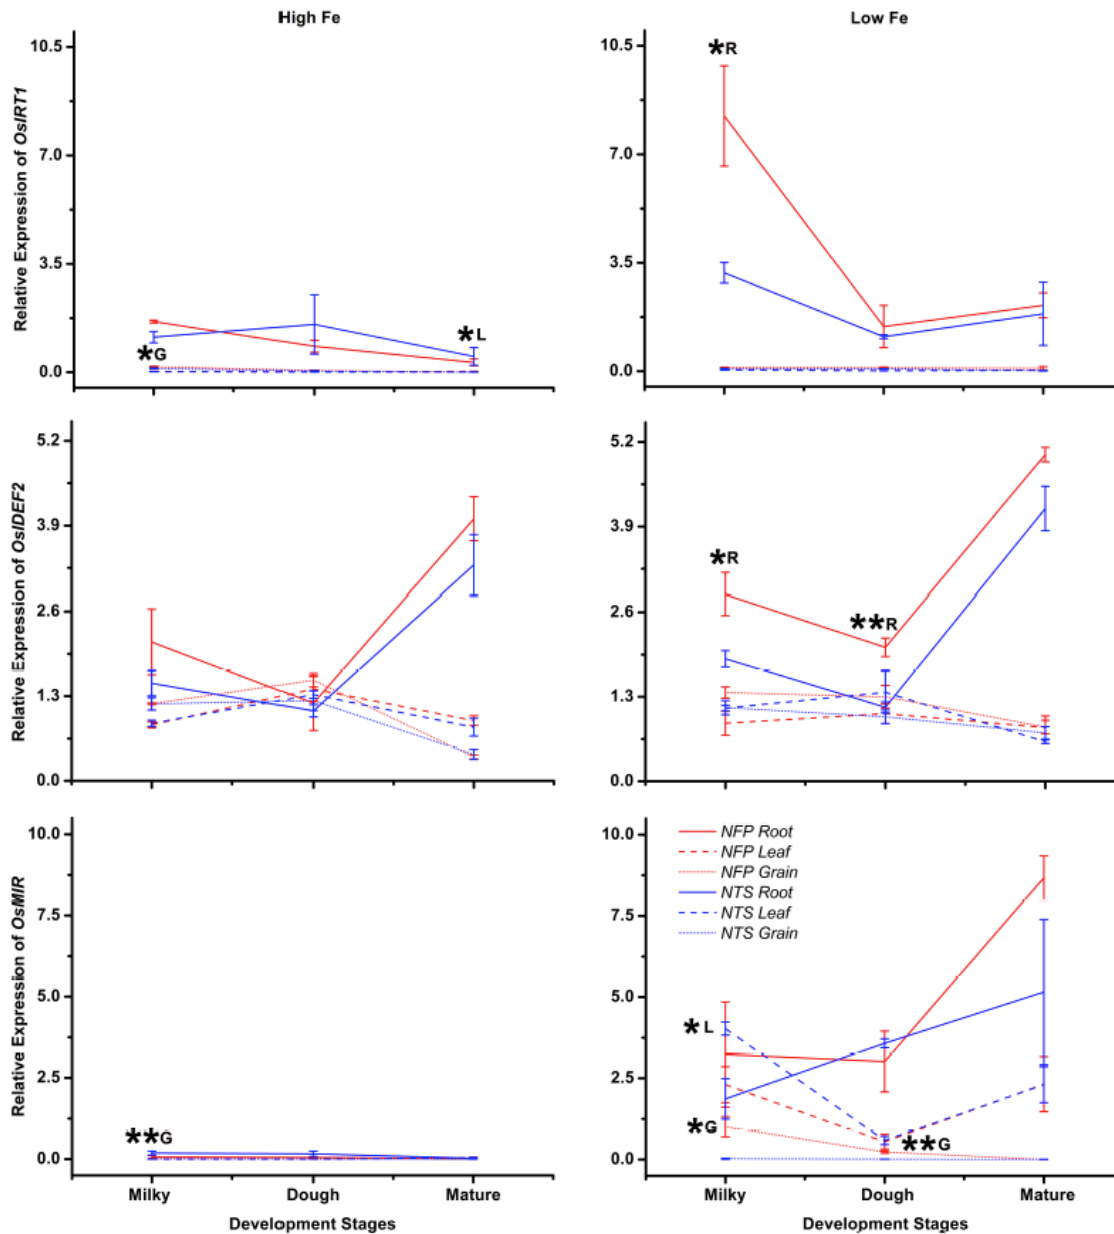 High Fe
Low Fe
Relative Expression of OsIRT1
10.5
7.0
3.5
0.0
*G
*L
10.5
7.0
3.5
0.0
*R
Relative Expression of OsIDEF2
5.2
3.9
2.6
1.3
0.0
5.2
3.9
2.6
1.3
0.0
*R
**R
Relative Expression of OsMIR
10.0
7.5
5.0
2.5
0.0
**G
10.0
7.5
5.0
2.5
0.0
NFP Root
NFP Leaf
NFP Grain
NTS Root
NTS Leaf
NTS Grain
*L
*G
**G
Milky Dough Mature
Development Stages
Milky Dough Mature
Development Stages